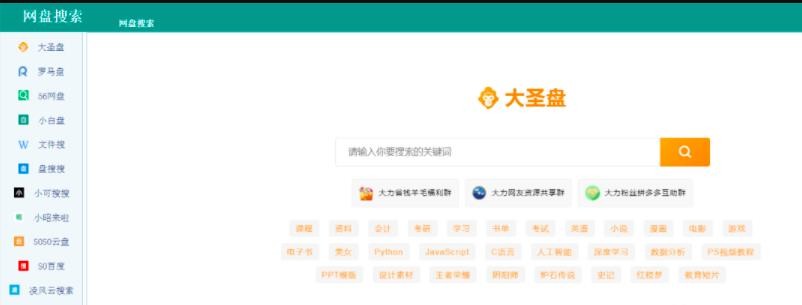 网盘搜索 网盘搜索
大圣盘
罗马盘
56网盘
小白盘
文件搜
盘搜搜
小可搜搜
小昭来啦
SOSO云盘
SO百度
凌风云搜索
大圣盘
请输入你要搜索的关键词
大力省钱羊毛福利群 大力网友资源共享群 大力粉丝拼多多互助群
课程 资料 会计 考研 学习 书单 考试 英语 小说 漫画 电影 游戏
电子书 美女 Python JavaScript C语言 人工智能 深度学习 数据分析 PS视频教程
PPT模版 设计素材 王者荣耀 阴阳师 炉石传说 史记 红楼梦 教育短片